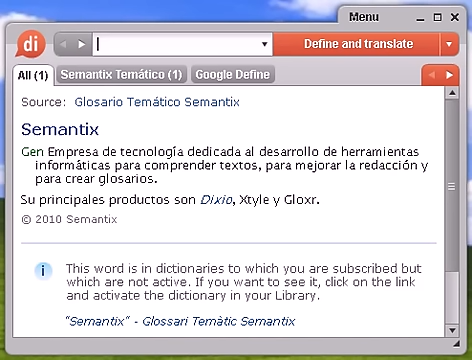 Menu
di
Define and translate
All (1) Semantix Temático (1) Google Define
Source: Glosario Temático Semantix
Semantix
Gen Empresa de tecnología dedicada al desarrollo de herramientas
informáticas para comprender textos, para mejorar la redacción y
para crear glosarios.
Su principales productos son Dixio, Xtyle y Gloxr.
© 2010 Semantix
i
This word is in dictionaries to which you are subscribed but
which are not active. If you want to see it, click on the link
and activate the dictionary in your Library.
"Semantix" - Glossari Temàtic Semantix